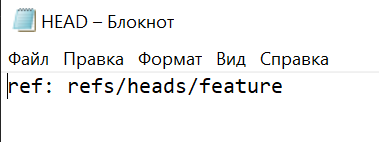 HEAD – Блокнот
Файл Правка Формат Вид Справка
ref: refs/heads/feature